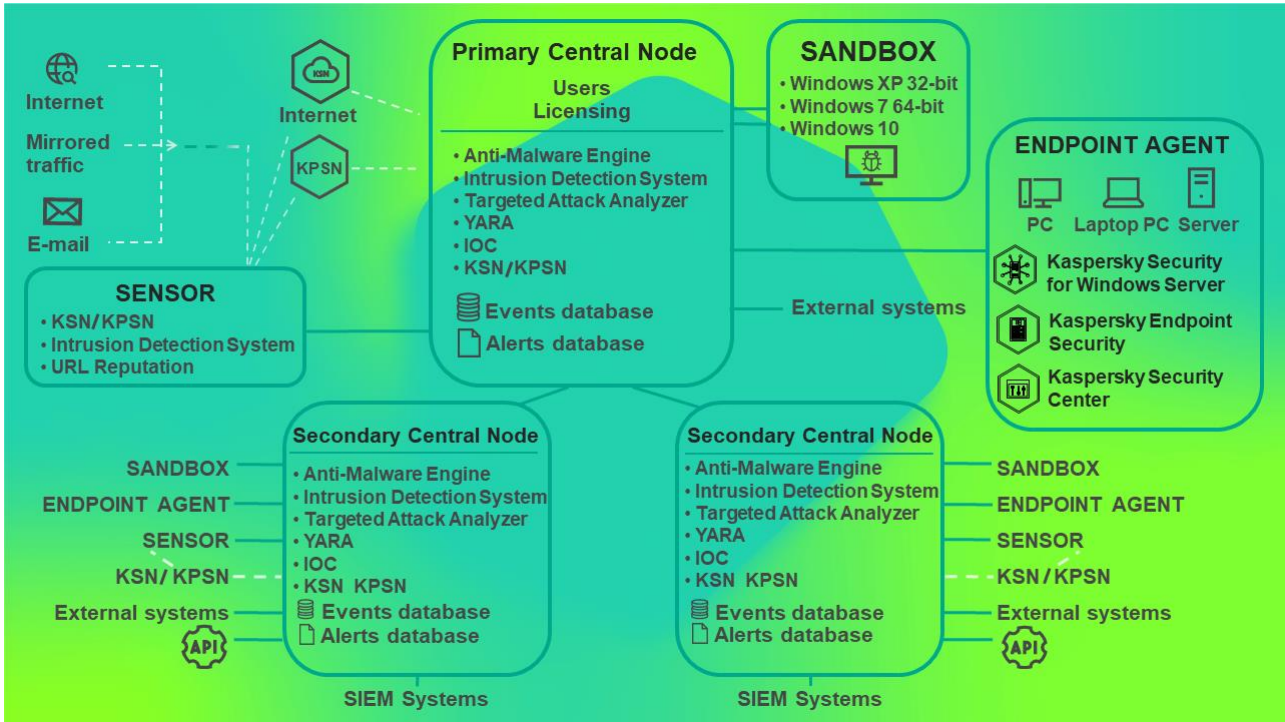 Internet
Mirrored
traffic
E-mail
KSN
Internet
KPSN
SENSOR
• KSN/KPSN
• Intrusion Detection System
• URL Reputation
Primary Central Node
Users
Licensing
• Anti-Malware Engine
• Intrusion Detection System
• Targeted Attack Analyzer
• YARA
• IOC
• KSN/KPSN
Events database
Alerts database
SANDBOX
• Windows XP 32-bit
• Windows 7 64-bit
• Windows 10
ENDPOINT AGENT
PC Laptop PC Server
Kaspersky Security
for Windows Server
Kaspersky Endpoint
Security
Kaspersky Security
Center
External systems
SANDBOX
ENDPOINT AGENT
SENSOR
KSN/KPSN
External systems
API
Secondary Central Node
• Anti-Malware Engine
• Intrusion Detection System
• Targeted Attack Analyzer
• YARA
• IOC
• KSN KPSN
Events database
Alerts database
SIEM Systems
Secondary Central Node
• Anti-Malware Engine
• Intrusion Detection System
• Targeted Attack Analyzer
• YARA
• IOC
• KSN KPSN
Events database
Alerts database
SIEM Systems
SANDBOX
ENDPOINT AGENT
SENSOR
KSN/KPSN
External systems
API